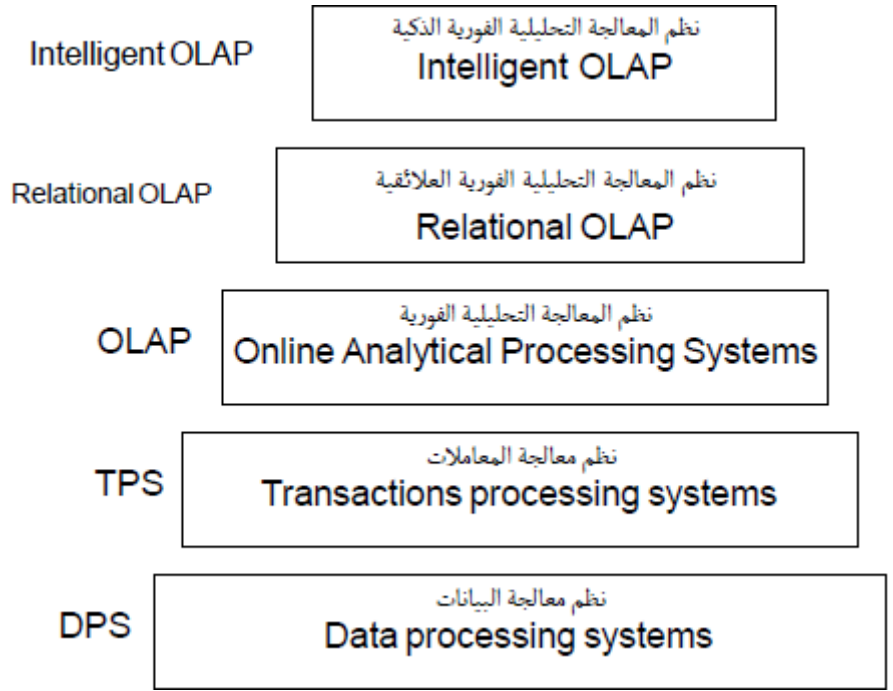 Intelligent OLAP
نظم المعالجة التحليلية الفورية الذكية
Intelligent OLAP
Relational OLAP
نظم المعالجة التحليلية الفورية العلائقية
Relational OLAP
OLAP
نظم المعالجة التحليلية الفورية
Online Analytical Processing Systems
TPS
نظم معالجة المعاملات
Transactions processing systems
DPS
نظم معالجة البيانات
Data processing systems